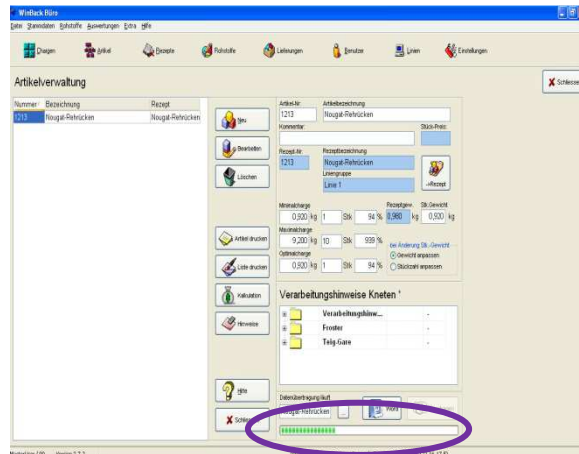 WinBack Büro
Datei Stammdaten Rohstoffe Auswertungen Extra Hilfe
Chargen Artikel Rezepte Rohstoffe Lieferungen Benutzer Linien Einstellungen
Artikelverwaltung
Schliesse
Nummer Bezeichnung Rezept
1213 Nougat-Rehrücken Nougat-Rehrücken
Neu
Bearbeiten
Löschen
Artikel drucken
Liste drucken
Kalkulation
Hinweise
Hilfe
Artikel-Nr. Artikelbezeichnung
1213 Nougat-Rehrücken
Kommentar: Stück-Preis:
Rezept-Nr. Rezeptbezeichnung
1213 Nougat-Rehrücken
Liniengruppe
Linie 1
->Rezept
Minimalcharge Rezeptgew. Stk.Gewicht
0,920 kg 1 Stk 94 % 0,980 kg 0,920 kg
Maximalcharge
9,200 kg 10 Stk 939 % bei Änderung Stk.-Gewicht
Optimalcharge Gewicht anpassen
0,920 kg 1 Stk 94 % Stückzahl anpassen
Verarbeitungshinweise Kneten *
Verarbeitungshinw... -
Froster -
Teig-Gare -
Datenübertragung läuft
Nougat-Rehrücken ... Word